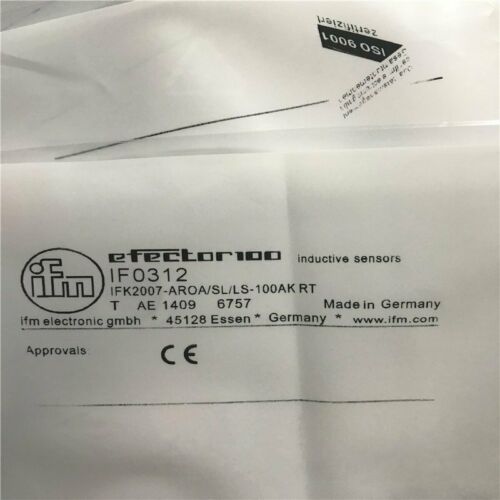 ISO 9001
zertifiziert
ifm
efector100 inductive sensors
IF0312
IFK2007-AROA/SL/LS-100AK RT
T AE 1409 6757 Made in Germany
ifm electronic gmbh * 45128 Essen * Germany * www.ifm.com
Approvals: CE